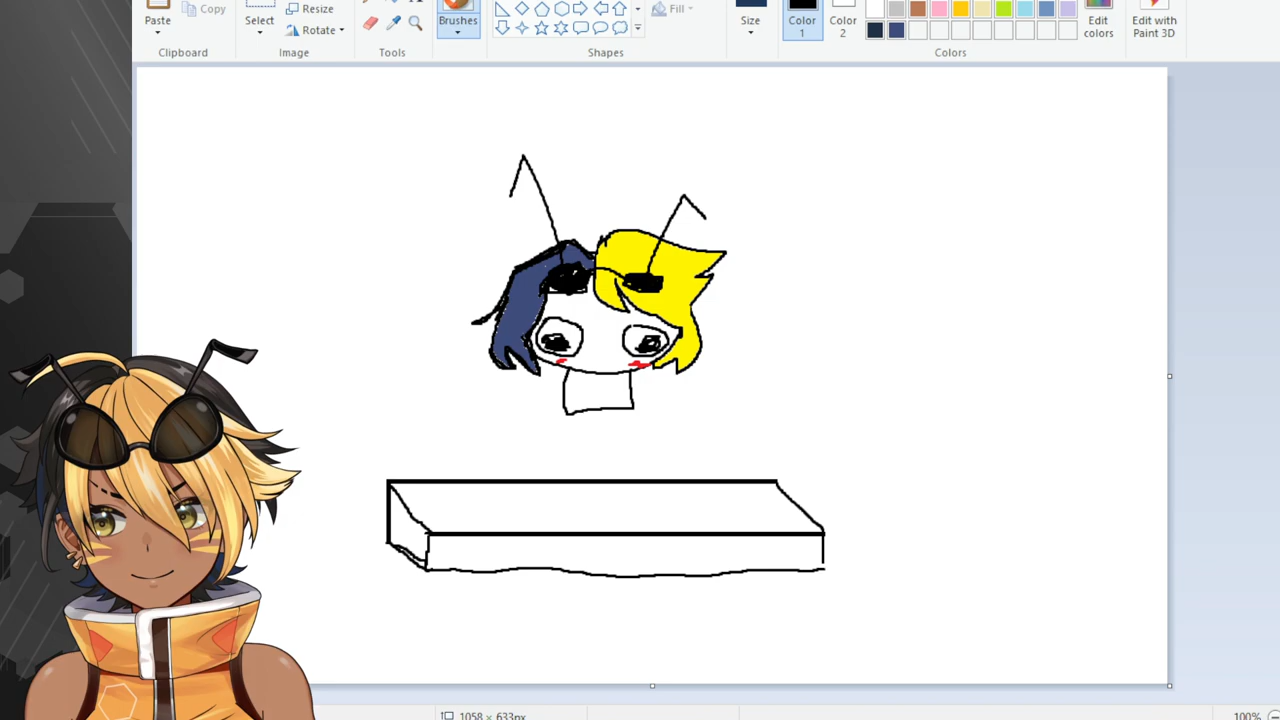 Paste
Copy
Select
Resize
Rotate
Brushes
Fill
Size
Color 1
Color 2
Edit colors
Edit with Paint 3D
Clipboard
Image
Tools
Shapes
Colors
1058 × 633px
100%